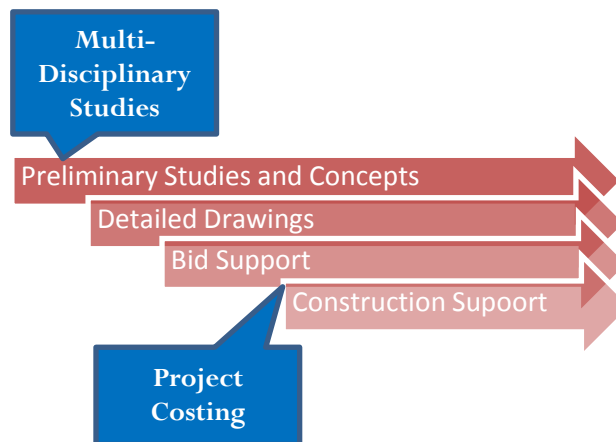 Multi-
Disciplinary
Studies
Preliminary Studies and Concepts
Detailed Drawings
Bid Support
Construction Supoort
Project
Costing